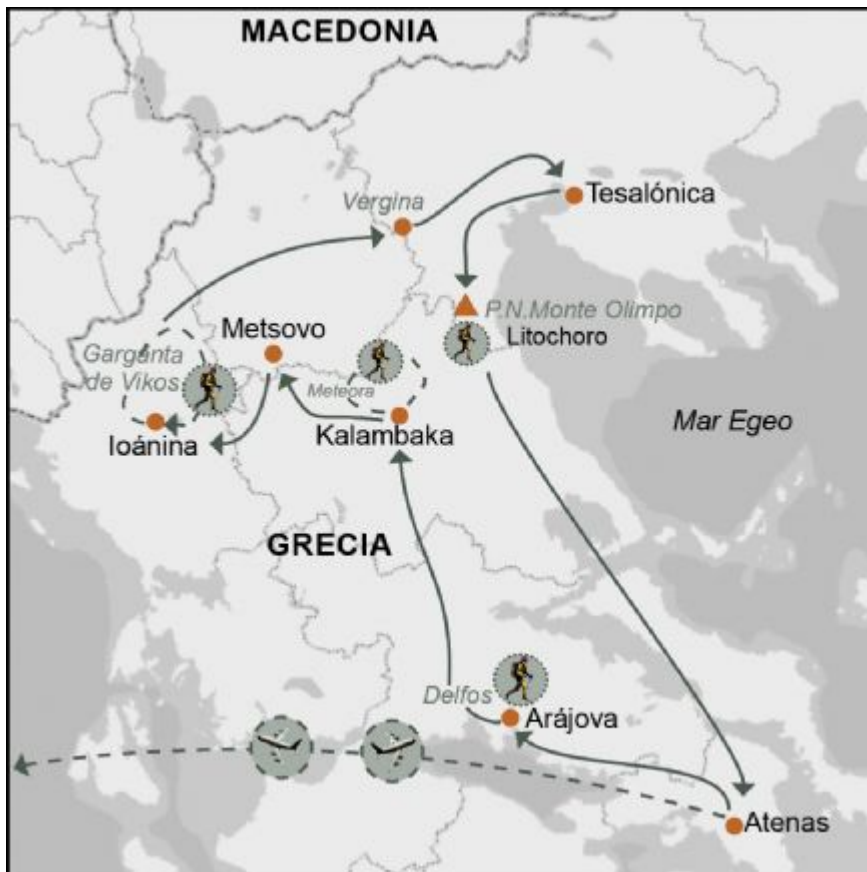 MACEDONIA
Vergina
Tesalónica
P.N.Monte Olimpo
Litochoro
Metsovo
Garganta
de Vikos
Meteora
Ioánina
Kalambaka
Mar Egeo
GRECIA
Delfos
Arájova
Atenas